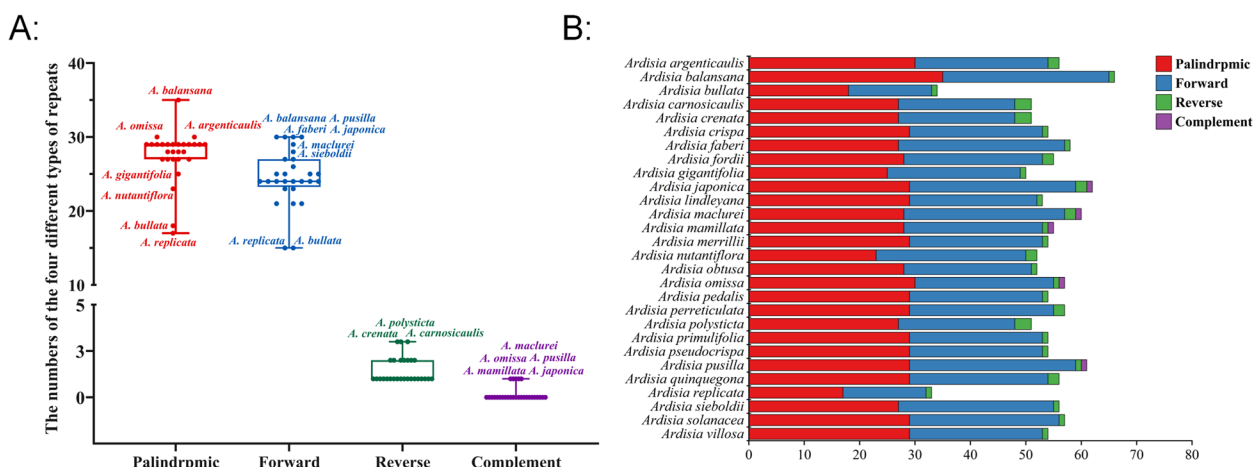 A:
The numbers of the four different types of repeats
40
30
20
10
5
3
0
A. balansana
A. omissa A. argenticaulis
A. gigantifolia
A. nutantiflora
A. bullata
A. replicata
A. balansana A. pusilla
A. faberi A. japonica
A. maclurei
A. sieboldii
A. replicata A. bullata
A. polysticta
A. crenata A. carnosicaulis
A. maclurei
A. omissa A. pusilla
A. mamillata A. japonica
Palindrpmic Forward Reverse Complement
B:
Ardisia argenticaulis
Ardisia balansana
Ardisia bullata
Ardisia carnosicaulis
Ardisia crenata
Ardisia crispa
Ardisia faberi
Ardisia fordii
Ardisia gigantifolia
Ardisia japonica
Ardisia lindleyana
Ardisia maclurei
Ardisia mamillata
Ardisia merrillii
Ardisia nutantiflora
Ardisia obtusa
Ardisia omissa
Ardisia pedalis
Ardisia perreticulata
Ardisia polysticta
Ardisia primulifolia
Ardisia pseudocrispa
Ardisia pusilla
Ardisia quinquegona
Ardisia replicata
Ardisia sieboldii
Ardisia solanacea
Ardisia villosa
0 10 20 30 40 50 60 70 80
Palindrpmic
Forward
Reverse
Complement